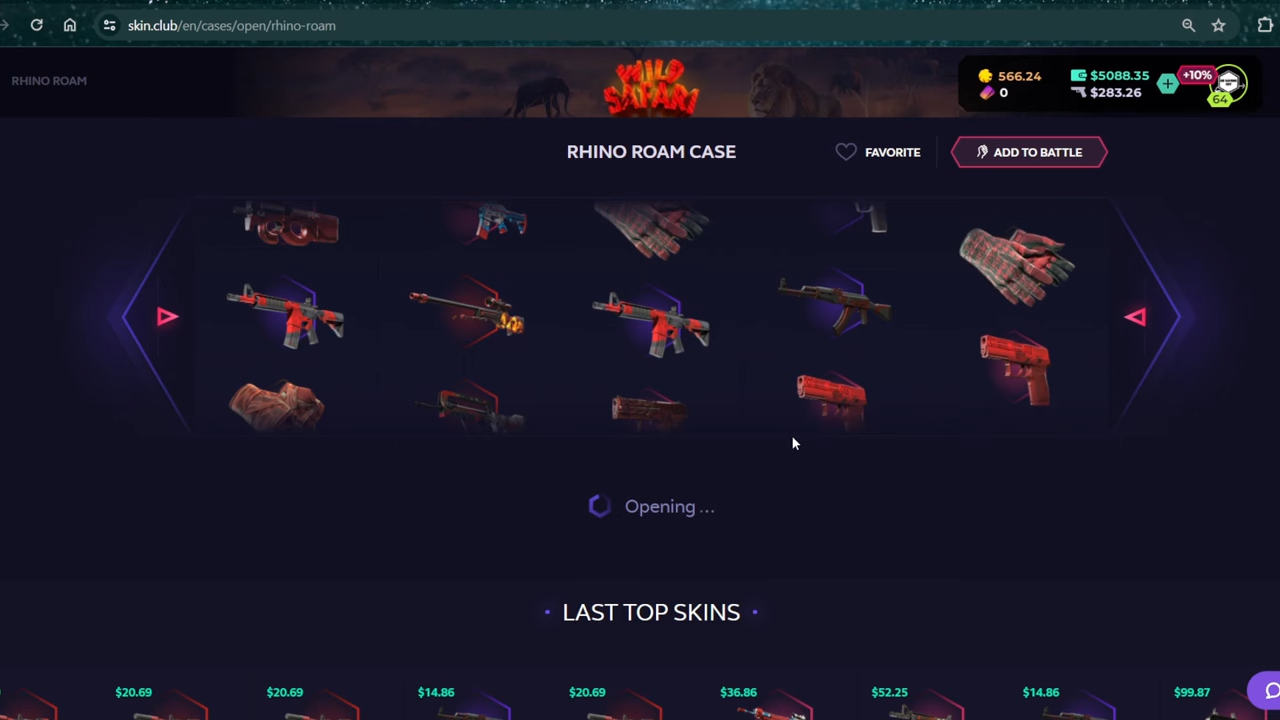 skin.club/en/cases/open/rhino-roam
RHINO ROAM
WILD
SAFARI
566.24
$5088.35
+10%
0
$283.26
64
RHINO ROAM CASE
FAVORITE
ADD TO BATTLE
Opening ...
LAST TOP SKINS
$20.69
$20.69
$14.86
$20.69
$36.86
$52.25
$14.86
$99.87